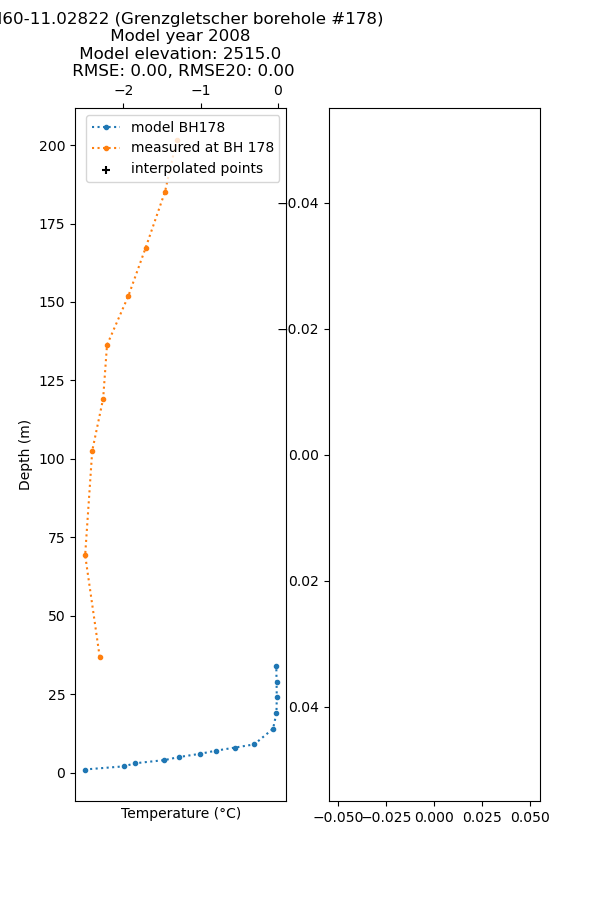 l60-11.02822 (Grenzgletscher borehole #178)
Model year 2008
Model elevation: 2515.0
RMSE: 0.00, RMSE20: 0.00
−2 −1 0
model BH178
measured at BH 178
interpolated points
200
175
150
125
100
75
50
25
0
Depth (m)
Temperature (°C)
−0.04
−0.02
0.00
0.02
0.04
−0.050 −0.025 0.000 0.025 0.050